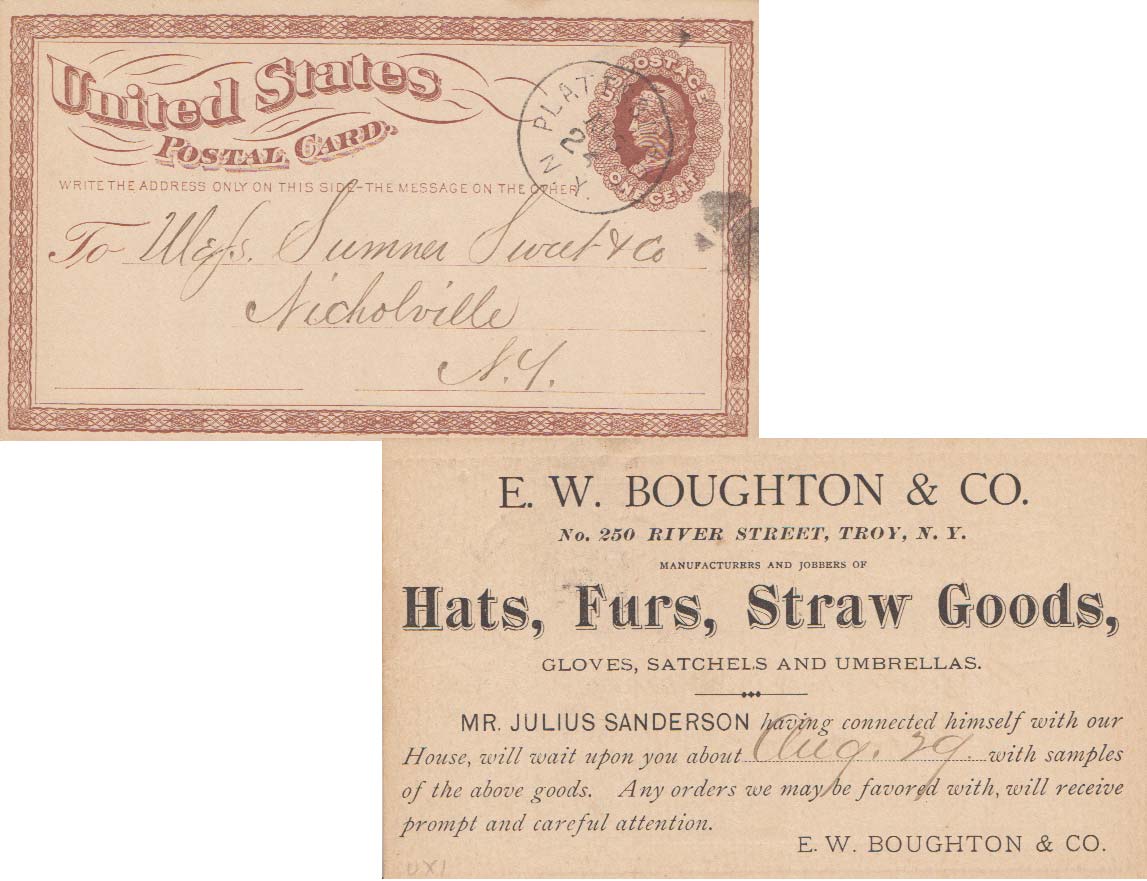 United States
POSTAL CARD.
POSTAGE
ONE CENT
WRITE THE ADDRESS ONLY ON THIS SIDE-THE MESSAGE ON THE OTHER
To Mess. Sumner Sweet & Co
Nicholville
N.Y.
E. W. BOUGHTON & CO.
No. 250 RIVER STREET, TROY, N. Y.
MANUFACTURERS AND JOBBERS OF
Hats, Furs, Straw Goods,
GLOVES, SATCHELS AND UMBRELLAS.
MR. JULIUS SANDERSON having connected himself with our
House, will wait upon you about Aug. 29. with samples
of the above goods. Any orders we may be favored with, will receive
prompt and careful attention.
E. W. BOUGHTON & CO.
UX1